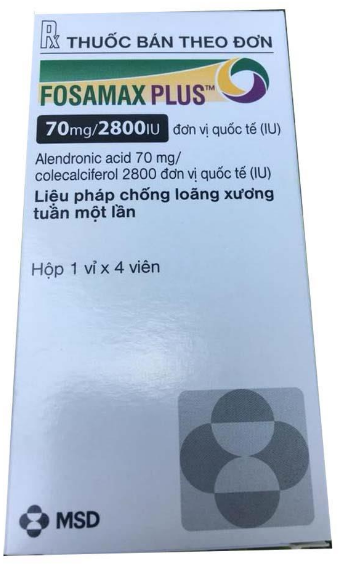 Rx THUỐC BÁN THEO ĐƠN
FOSAMAX PLUS™
70mg/2800IU đơn vị quốc tế (IU)
Alendronic acid 70 mg/
colecalciferol 2800 đơn vị quốc tế (IU)
Liệu pháp chống loãng xương
tuần một lần
Hộp 1 vỉ x 4 viên
MSD